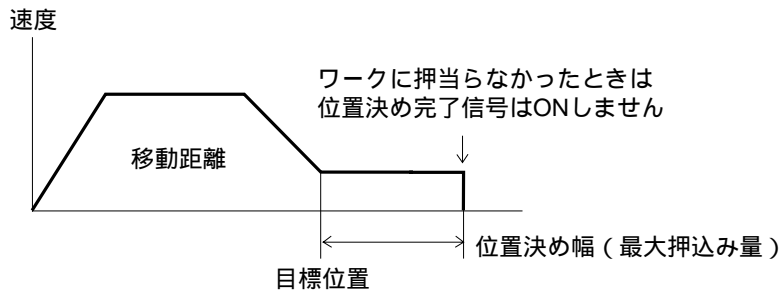 速度
ワークに押当らなかったときは
位置決め完了信号はONしません
移動距離
位置決め幅（最大押込み量）
目標位置